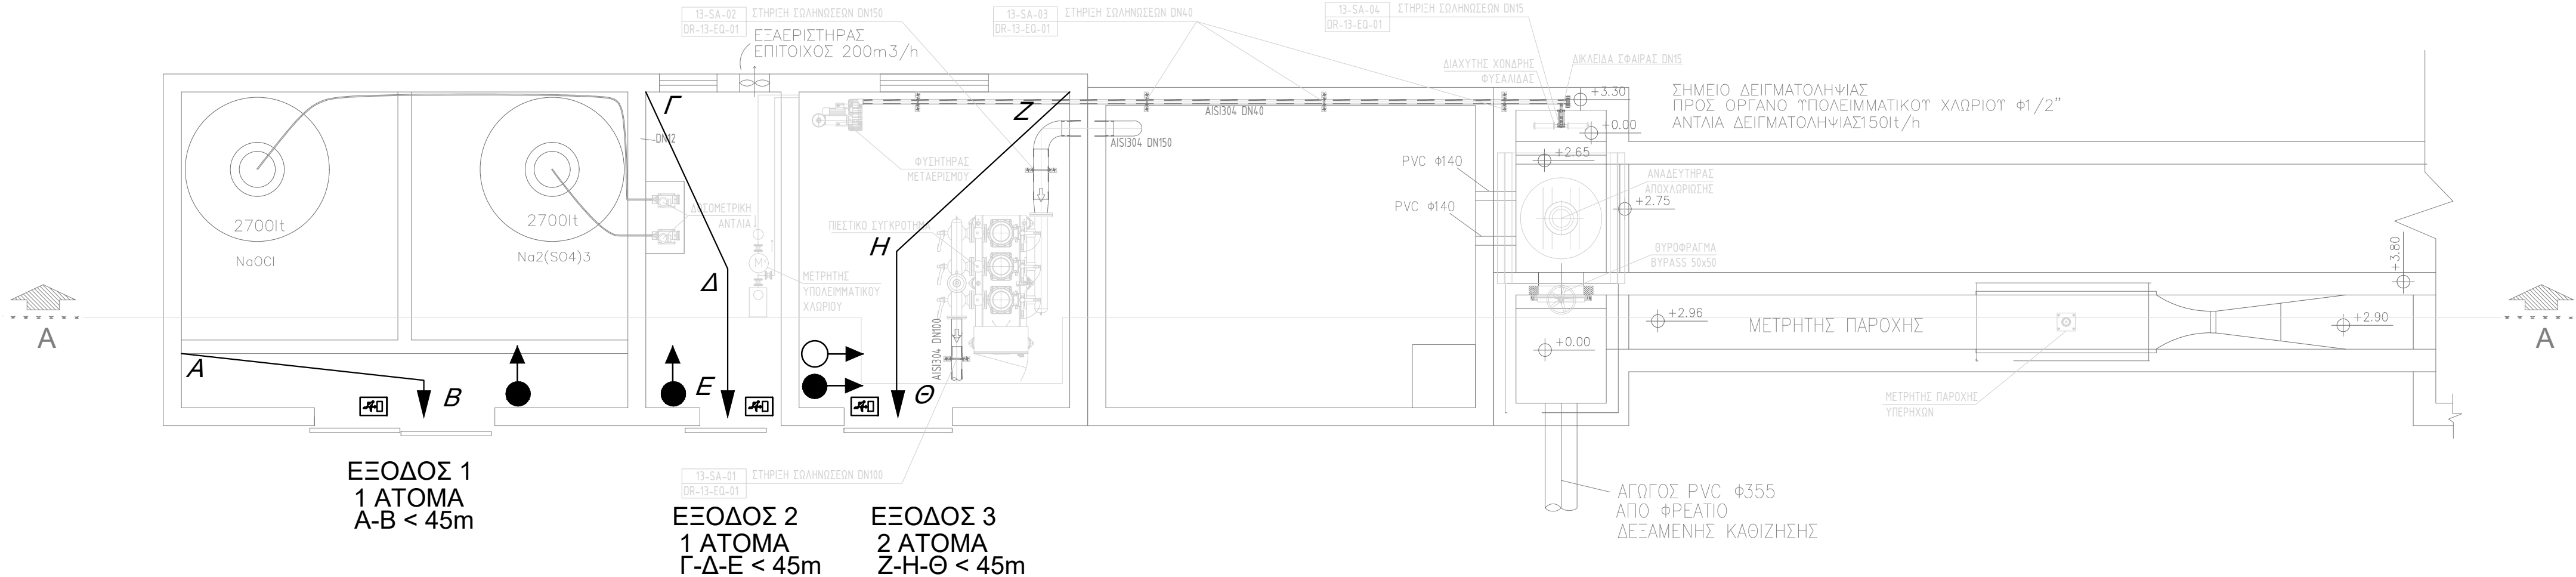 13-SA-02
DR-13-EQ-01
ΣΤΗΡΙΞΗ ΣΩΛΗΝΩΣΕΩΝ DN150
ΕΞΑΕΡΙΣΤΗΡΑΣ
ΕΠΙΤΟΙΧΟΣ 200m3/h
13-SA-03
DR-13-EQ-01
ΣΤΗΡΙΞΗ ΣΩΛΗΝΩΣΕΩΝ DN40
13-SA-04
DR-13-EQ-01
ΣΤΗΡΙΞΗ ΣΩΛΗΝΩΣΕΩΝ DN15
ΔΙΑΧΥΤΗΣ ΧΟΝΔΡΗΣ
ΦΥΣΑΛΙΔΑΣ
ΔΙΚΛΕΙΔΑ ΣΦΑΙΡΑΣ DN15
+3.30
ΣΗΜΕΙΟ ΔΕΙΓΜΑΤΟΛΗΨΙΑΣ
ΠΡΟΣ ΟΡΓΑΝΟ ΥΠΟΛΕΙΜΜΑΤΙΚΟΥ ΧΛΩΡΙΟΥ Φ1/2"
ΑΝΤΛΙΑ ΔΕΙΓΜΑΤΟΛΗΨΙΑΣ150lt/h
Γ
Ζ
AISI304 DN40
+0.00
DN12
AISI304 DN150
+2.65
ΦΥΣΗΤΗΡΑΣ
ΜΕΤΑΕΡΙΣΜΟΥ
PVC Φ140
PVC Φ140
ΑΝΑΔΕΥΤΗΡΑΣ
ΑΠΟΧΛΩΡΙΩΣΗΣ
+2.75
2700lt
NaOCl
2700lt
Na2(SO4)3
ΔΟΣΟΜΕΤΡΙΚΗ
ΑΝΤΛΙΑ
ΠΙΕΣΤΙΚΟ ΣΥΓΚΡΟΤΗΜΑ
Η
Δ
M
ΜΕΤΡΗΤΗΣ
ΥΠΟΛΕΙΜΜΑΤΙΚΟΥ
ΧΛΩΡΙΟΥ
ΘΥΡΟΦΡΑΓΜΑ
BYPASS 50x50
+3.80
A
+2.96
ΜΕΤΡΗΤΗΣ ΠΑΡΟΧΗΣ
+2.90
A
+0.00
AISI304 DN100
Α
Β
Ε
Θ
ΜΕΤΡΗΤΗΣ ΠΑΡΟΧΗΣ
ΥΠΕΡΗΧΩΝ
ΕΞΟΔΟΣ 1
1 ΑΤΟΜΑ
Α-Β < 45m
13-SA-01
DR-13-EQ-01
ΣΤΗΡΙΞΗ ΣΩΛΗΝΩΣΕΩΝ DN100
ΕΞΟΔΟΣ 2
1 ΑΤΟΜΑ
Γ-Δ-Ε < 45m
ΕΞΟΔΟΣ 3
2 ΑΤΟΜΑ
Ζ-Η-Θ < 45m
ΑΓΩΓΟΣ PVC Φ355
ΑΠΟ ΦΡΕΑΤΙΟ
ΔΕΞΑΜΕΝΗΣ ΚΑΘΙΖΗΣΗΣ